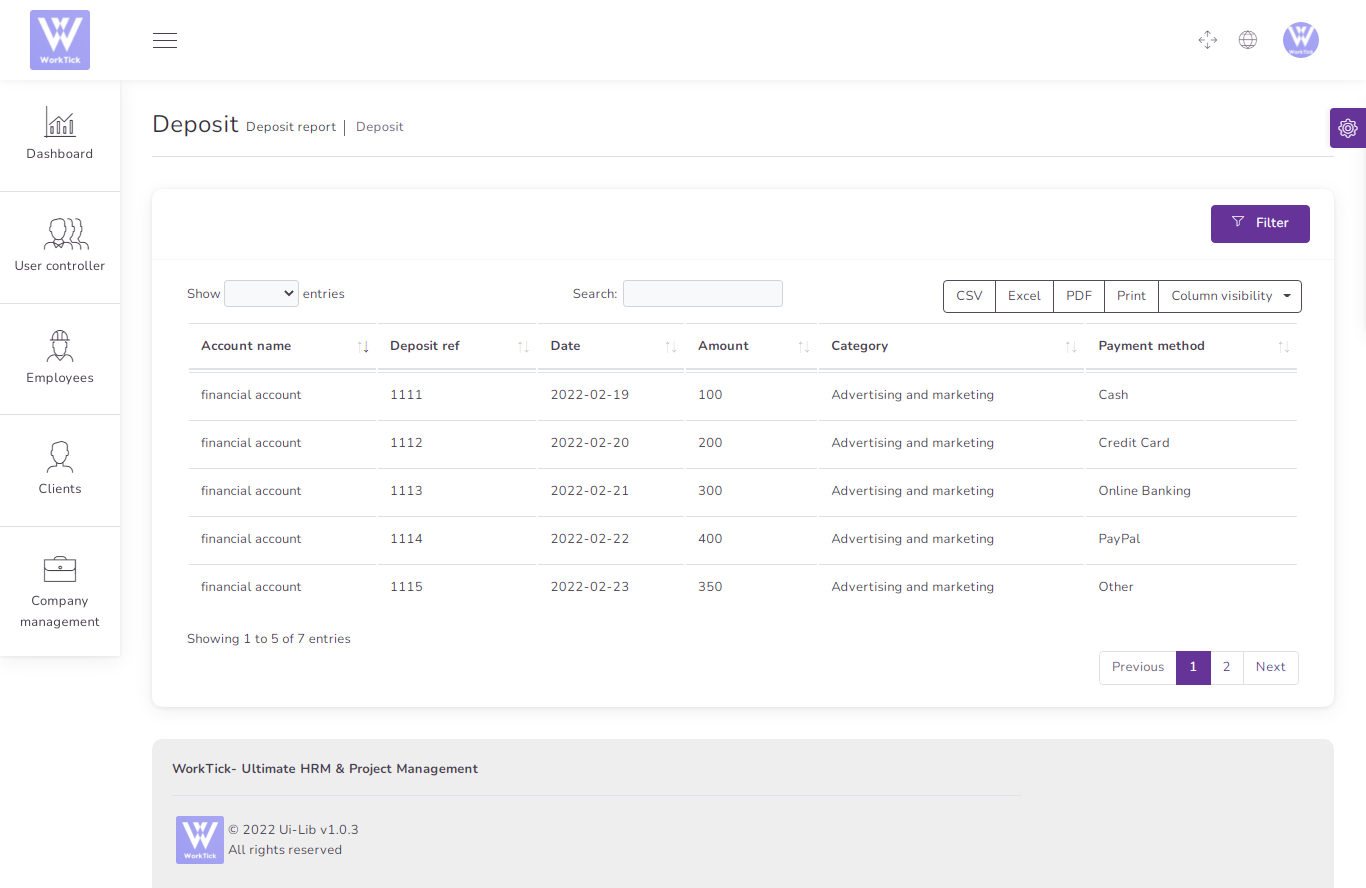 WorkTick
WorkTick
Dashboard
User controller
Employees
Clients
Company
management
Deposit Deposit report | Deposit
Filter
Show entries Search: CSV Excel PDF Print Column visibility
Account name Deposit ref Date Amount Category Payment method
financial account 1111 2022-02-19 100 Advertising and marketing Cash
financial account 1112 2022-02-20 200 Advertising and marketing Credit Card
financial account 1113 2022-02-21 300 Advertising and marketing Online Banking
financial account 1114 2022-02-22 400 Advertising and marketing PayPal
financial account 1115 2022-02-23 350 Advertising and marketing Other
Showing 1 to 5 of 7 entries
Previous 1 2 Next
WorkTick- Ultimate HRM & Project Management
WorkTick
© 2022 Ui-Lib v1.0.3
All rights reserved